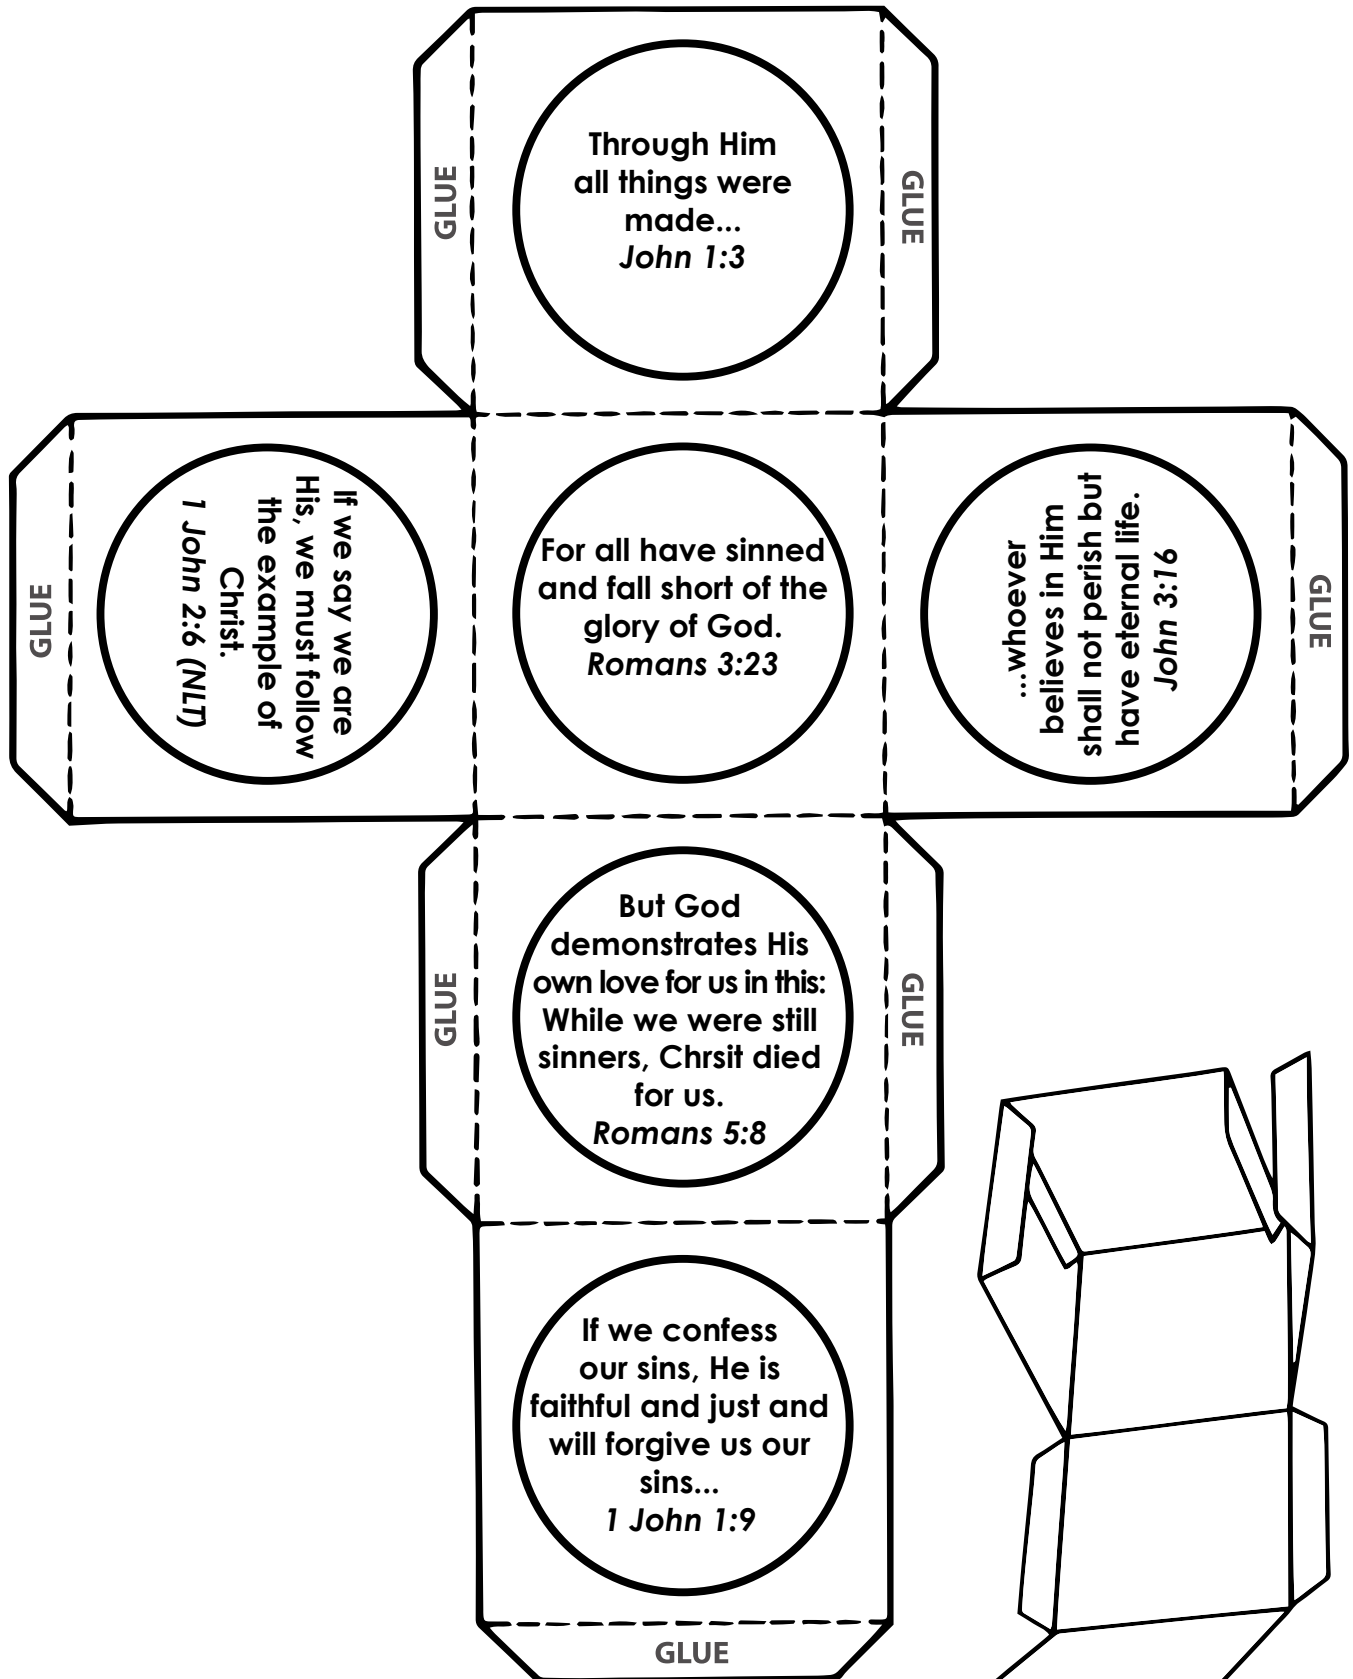 GLUE
Through Him
all things were
made...
John 1:3
GLUE
GLUE
If we say we are
His, we must follow
the example of
Christ.
1 John 2:6 (NLT)
For all have sinned
and fall short of the
glory of God.
Romans 3:23
...whoever
believes in Him
shall not perish but
have eternal life.
John 3:16
GLUE
GLUE
But God
demonstrates His
own love for us in this:
While we were still
sinners, Chrsit died
for us.
Romans 5:8
GLUE
If we confess
our sins, He is
faithful and just and
will forgive us our
sins...
1 John 1:9
GLUE